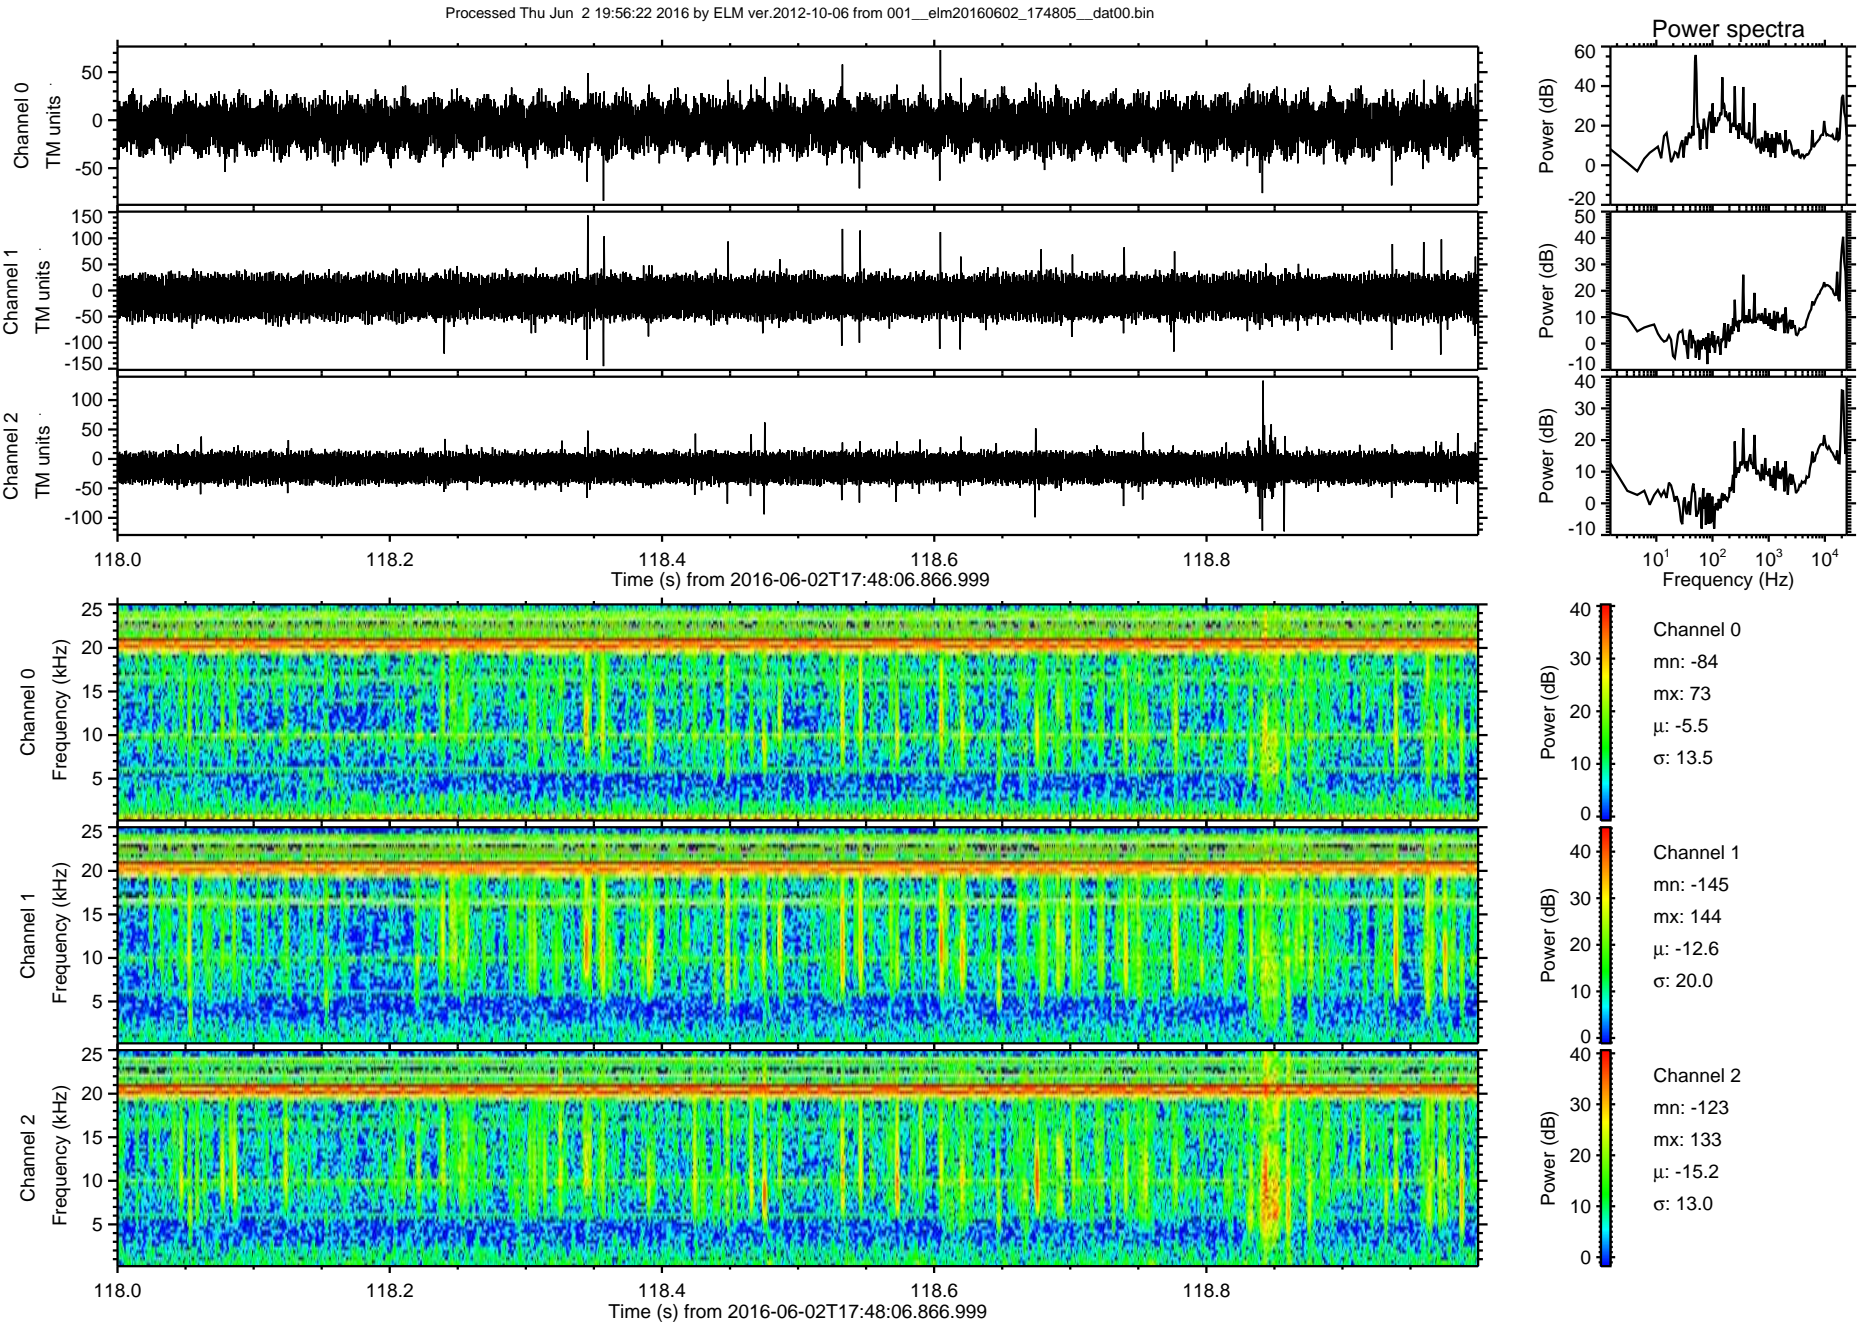 Processed Thu Jun  2 19:56:22 2016 by ELM ver.2012-10-06 from 001__elm20160602_174805__dat00.bin
Power spectra
Channel 0
TM units
50
0
-50
Power (dB)
60
40
20
0
-20
Channel 1
TM units
150
100
50
0
-50
-100
-150
Power (dB)
50
40
30
20
10
0
-10
Channel 2
TM units
100
50
0
-50
-100
Power (dB)
40
30
20
10
0
-10
118.0
118.2
118.4
118.6
118.8
Time (s) from 2016-06-02T17:48:06.866.999
10^1
10^2
10^3
10^4
Frequency (Hz)
Channel 0
Frequency (kHz)
25
20
15
10
5
Power (dB)
40
30
20
10
0
Channel 0
mn: -84
mx: 73
μ: -5.5
σ: 13.5
Channel 1
Frequency (kHz)
25
20
15
10
5
Power (dB)
40
30
20
10
0
Channel 1
mn: -145
mx: 144
μ: -12.6
σ: 20.0
Channel 2
Frequency (kHz)
25
20
15
10
5
Power (dB)
40
30
20
10
0
Channel 2
mn: -123
mx: 133
μ: -15.2
σ: 13.0
118.0
118.2
118.4
118.6
118.8
Time (s) from 2016-06-02T17:48:06.866.999